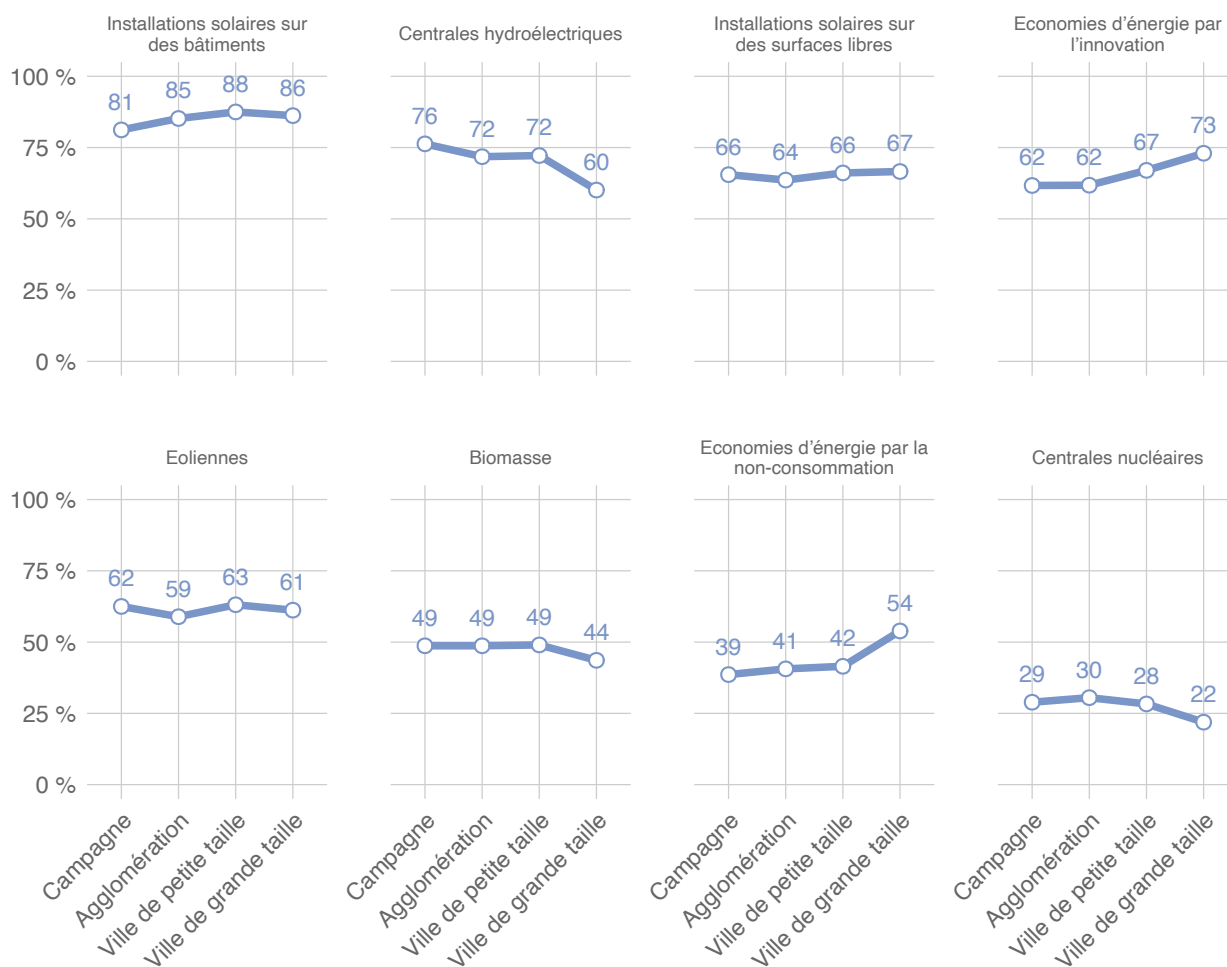 Installations solaires sur
des bâtiments
Centrales hydroélectriques
Installations solaires sur
des surfaces libres
Economies d’énergie par
l’innovation
100 %
75 %
50 %
25 %
0 %
81 85 88 86
76 72 72 60
66 64 66 67
62 62 67 73
Eoliennes
Biomasse
Economies d’énergie par la
non-consommation
Centrales nucléaires
100 %
75 %
50 %
25 %
0 %
62 59 63 61
49 49 49 44
39 41 42 54
29 30 28 22
Campagne
Agglomération
Ville de petite taille
Ville de grande taille
Campagne
Agglomération
Ville de petite taille
Ville de grande taille
Campagne
Agglomération
Ville de petite taille
Ville de grande taille
Campagne
Agglomération
Ville de petite taille
Ville de grande taille